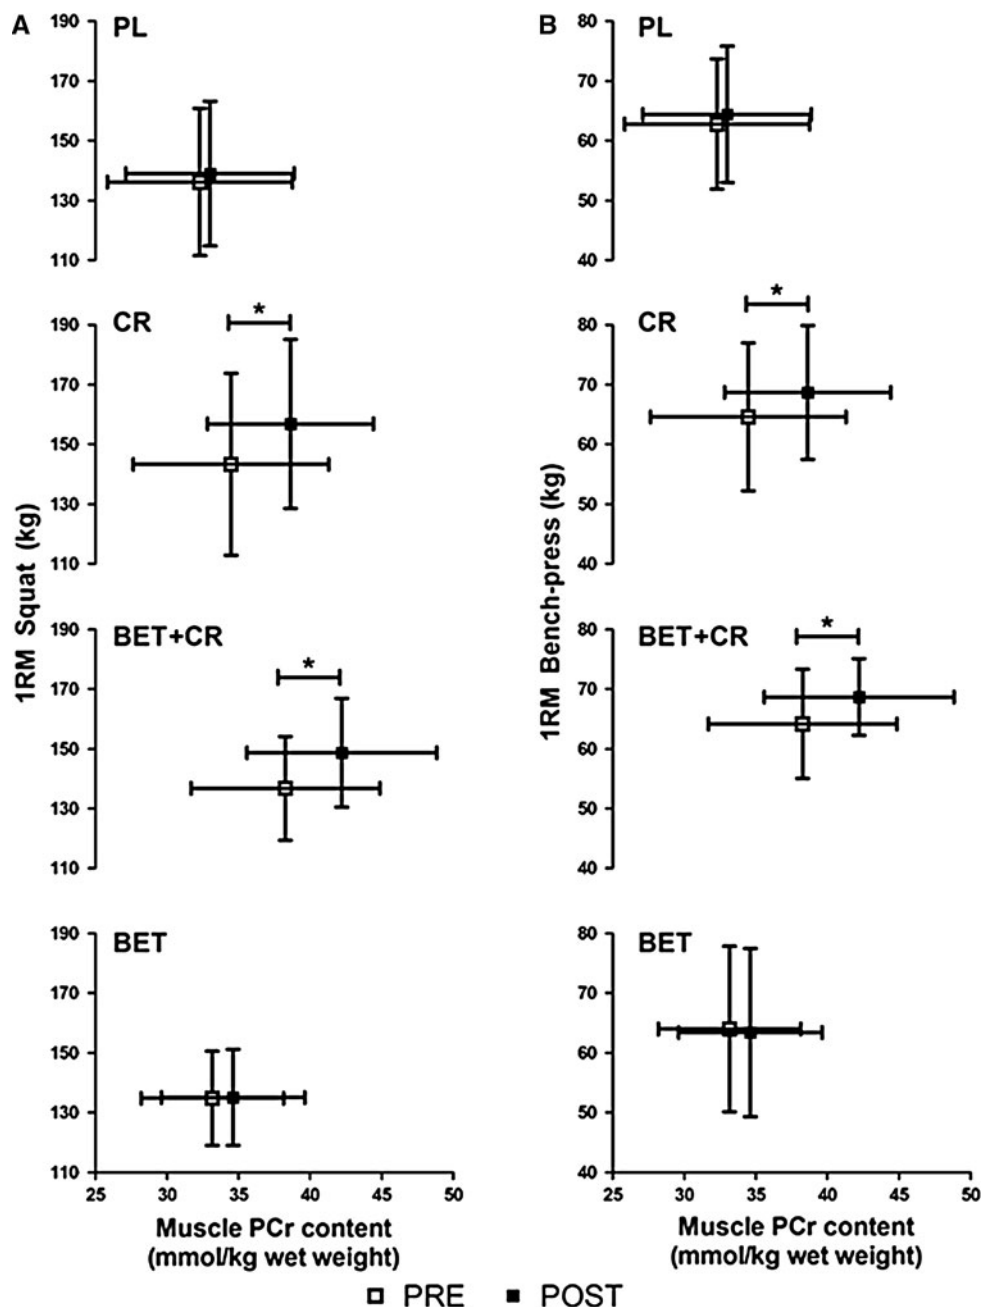 A
PL
190
170
150
130
110
CR
*
190
170
150
130
110
BET+CR
*
190
170
150
130
110
BET
190
170
150
130
110
25 30 35 40 45 50
1RM Squat (kg)
Muscle PCr content
(mmol/kg wet weight)
B
PL
80
70
60
50
40
CR
*
80
70
60
50
40
BET+CR
*
80
70
60
50
40
BET
80
70
60
50
40
25 30 35 40 45 50
1RM Bench-press (kg)
Muscle PCr content
(mmol/kg wet weight)
PRE POST